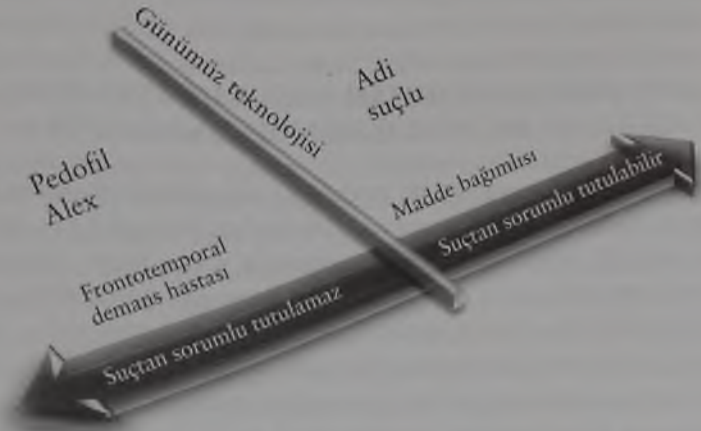 Günümüz teknolojisi
Adi
suçlu
Pedofil
Alex
Madde bağımlısı
Suçtan sorumlu tutulabilir
Frontotemporal
demans hastası
Suçtan sorumlu tutulamaz